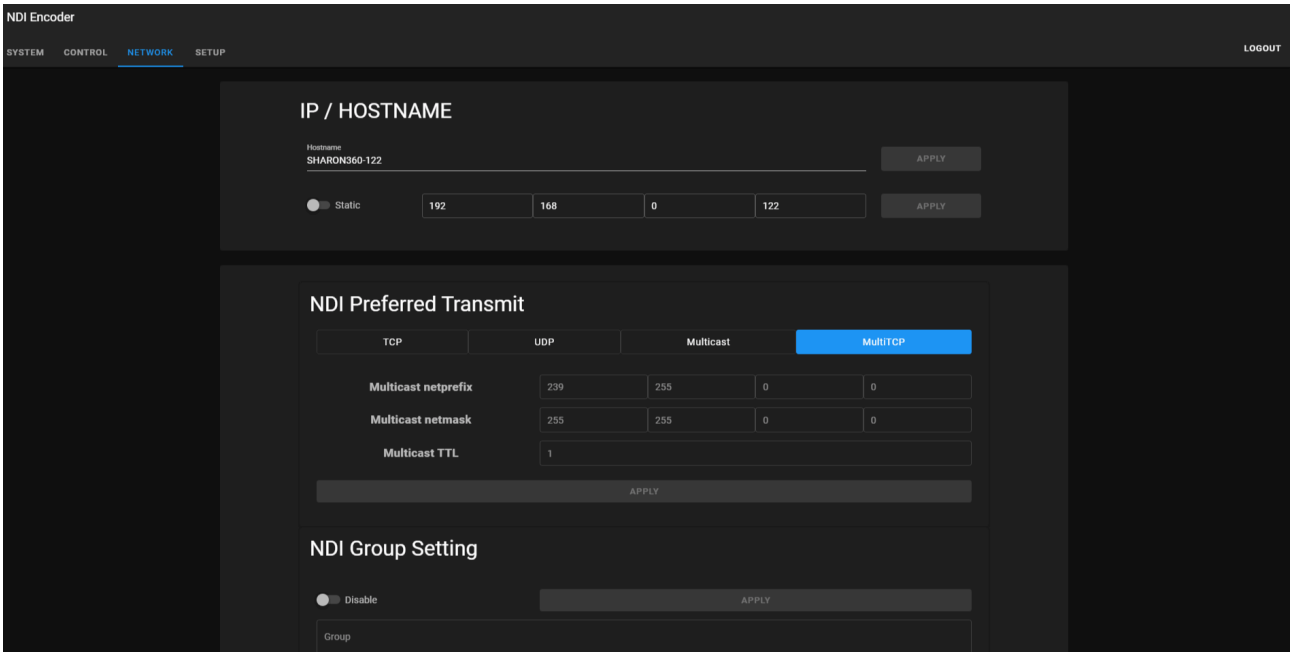 NDI Encoder
SYSTEM CONTROL NETWORK SETUP LOGOUT
IP / HOSTNAME
Hostname
SHARON360-122 APPLY
Static 192 168 0 122 APPLY
NDI Preferred Transmit
TCP UDP Multicast MultiTCP
Multicast netprefix 239 255 0 0
Multicast netmask 255 255 0 0
Multicast TTL 1
APPLY
NDI Group Setting
Disable APPLY
Group